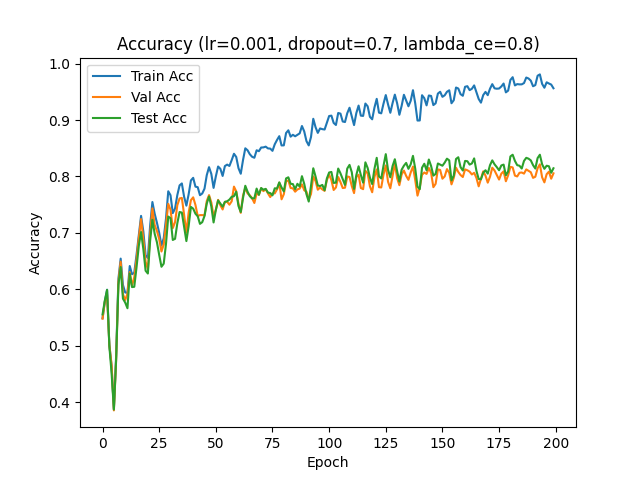 Accuracy (lr=0.001, dropout=0.7, lambda_ce=0.8)
Train Acc
Val Acc
Test Acc
1.0
0.9
0.8
0.7
0.6
0.5
0.4
Accuracy
0 25 50 75 100 125 150 175 200
Epoch